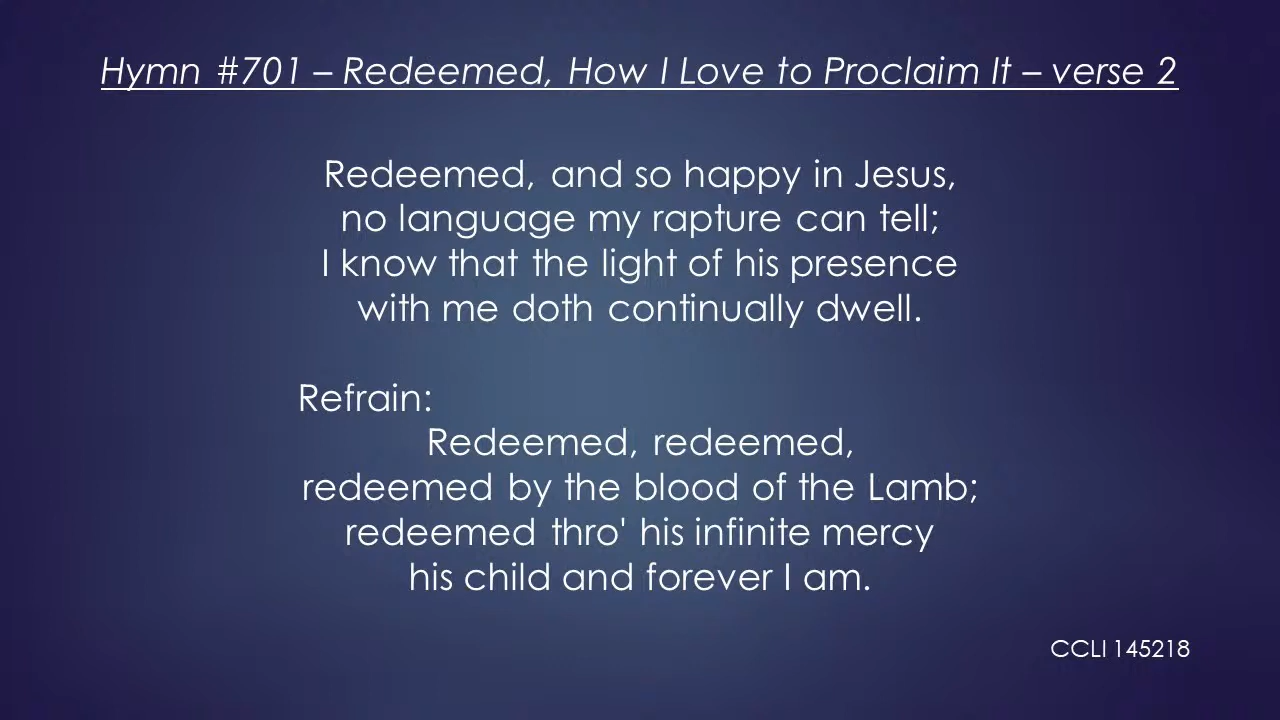 Hymn #701 – Redeemed, How I Love to Proclaim It – verse 2
Redeemed, and so happy in Jesus,
no language my rapture can tell;
I know that the light of his presence
with me doth continually dwell.
Refrain:
Redeemed, redeemed,
redeemed by the blood of the Lamb;
redeemed thro' his infinite mercy
his child and forever I am.
CCLI 145218